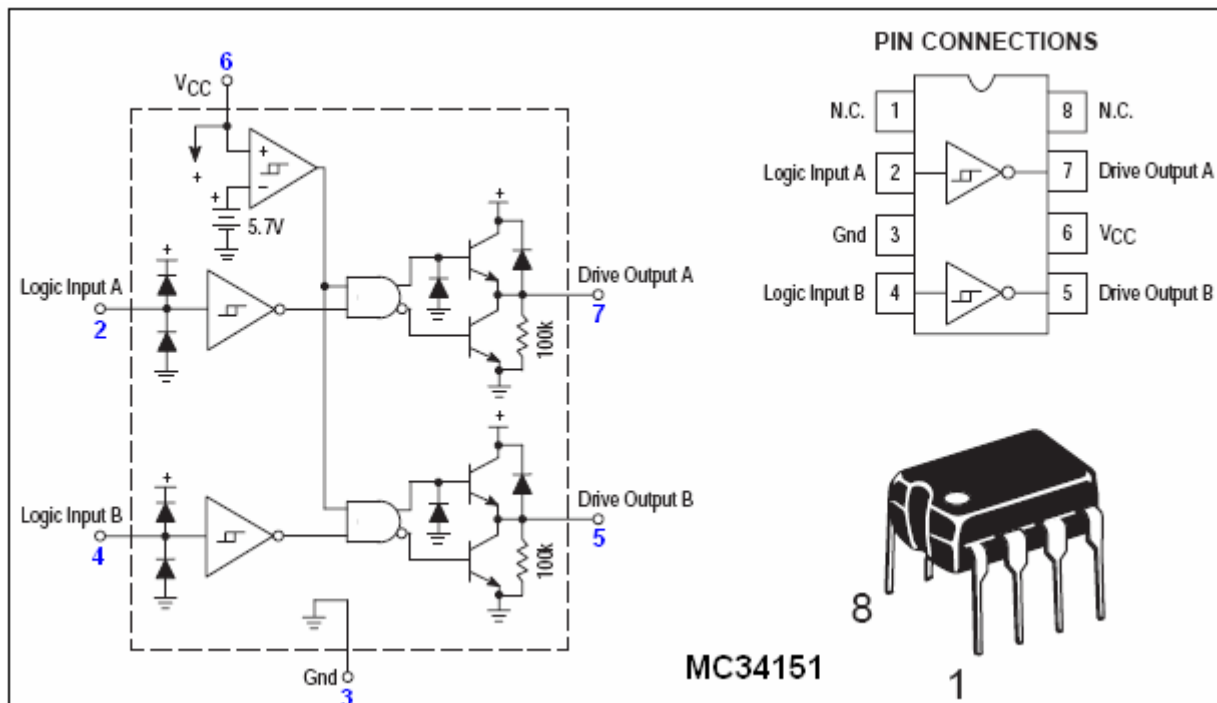 6
VCC
+
+
−
+
5.7V
+
+
Logic Input A
2
Drive Output A
7
100k
+
+
Logic Input B
4
Drive Output B
5
100k
Gnd
3
PIN CONNECTIONS
N.C. 1 8 N.C.
Logic Input A 2 7 Drive Output A
Gnd 3 6 VCC
Logic Input B 4 5 Drive Output B
8
MC34151
1